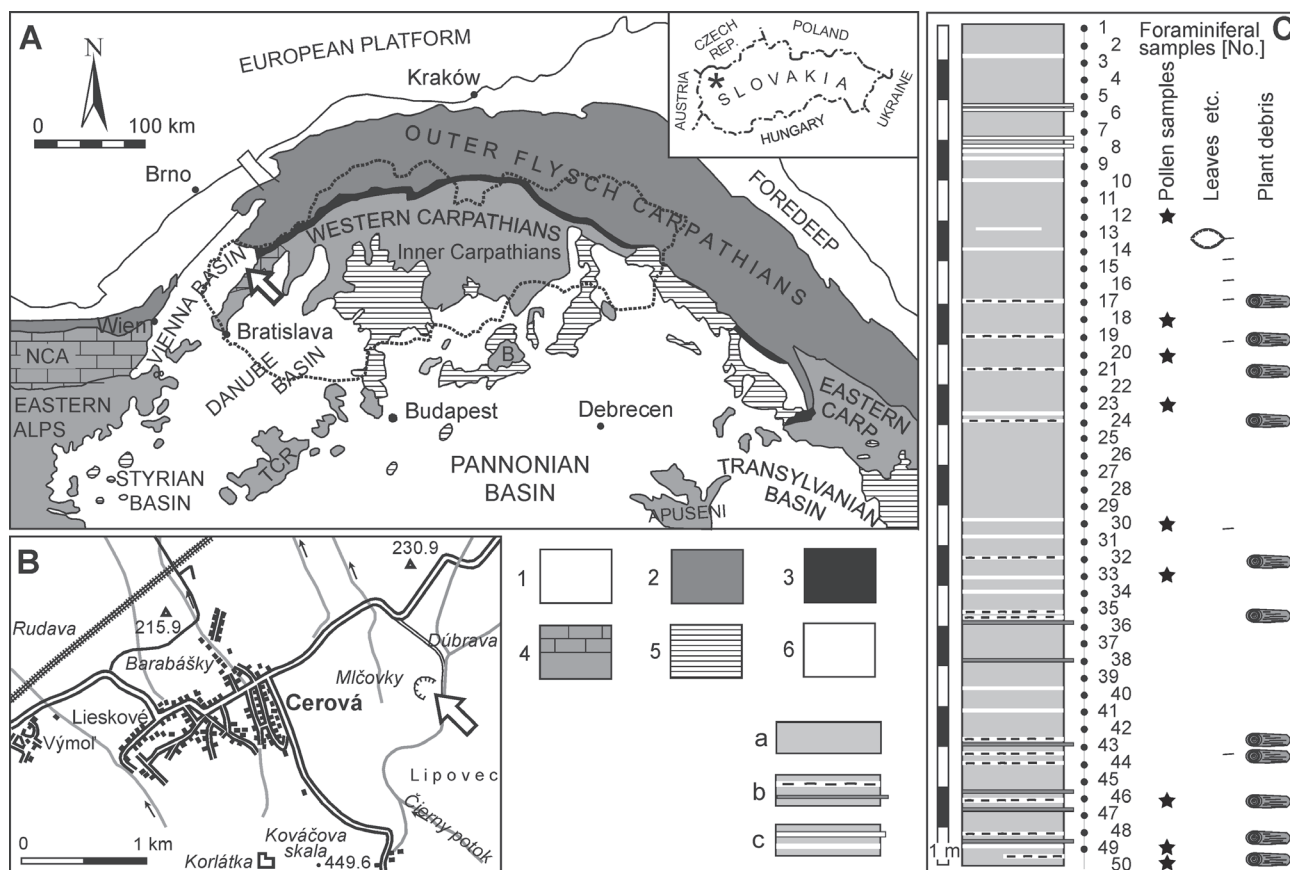 A
N
0 100 km
EUROPEAN PLATFORM
Kraków
Brno
OUTER FLYSCH CARPATHIANS
FOREDEEP
WESTERN CARPATHIANS
Inner Carpathians
VIENNA BASIN
Wien
NCA
Bratislava
DANUBE
BASIN
B
EASTERN
ALPS
Budapest
Debrecen
EASTERN
CARP
TCR
STYRIAN
BASIN
PANNONIAN
BASIN
TRANSYLVANIAN
BASIN
APUSENI
CZECH
REP.
POLAND
AUSTRIA
*
SLOVAKIA
UKRAINE
HUNGARY
B
230.9
215.9
Rudava
Barabášky
Dúbrava
Mlčovky
Cerová
Lieskové
Výmoľ
Lipovec
Čierny potok
Kováčova
skala
449.6
Korlátka
0 1 km
1
2
3
4
5
6
a
b
c
C
Foraminiferal
samples [No.]
Pollen samples
Leaves etc.
Plant debris
1
2
3
4
5
6
7
8
9
10
11
12
13
14
15
16
17
18
19
20
21
22
23
24
25
26
27
28
29
30
31
32
33
34
35
36
37
38
39
40
41
42
43
44
45
46
47
48
49
50
1 m